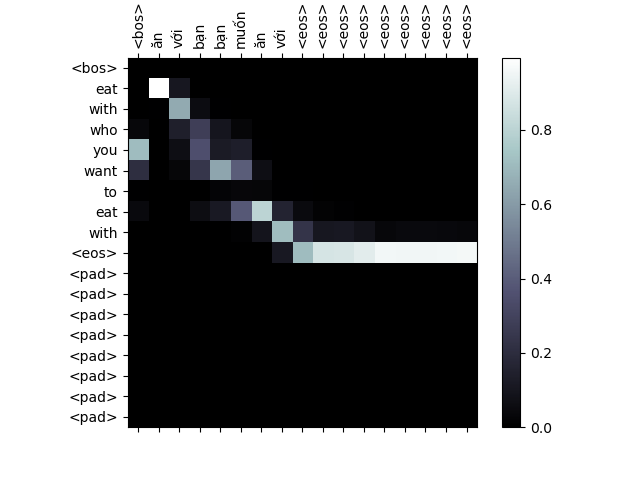 <bos> ăn với bạn bạn muốn ăn với <eos> <eos> <eos> <eos> <eos> <eos> <eos> <eos> <eos>
<bos>
eat
with
who
you
want
to
eat
with
<eos>
<pad>
<pad>
<pad>
<pad>
<pad>
<pad>
<pad>
<pad>
0.8
0.6
0.4
0.2
0.0